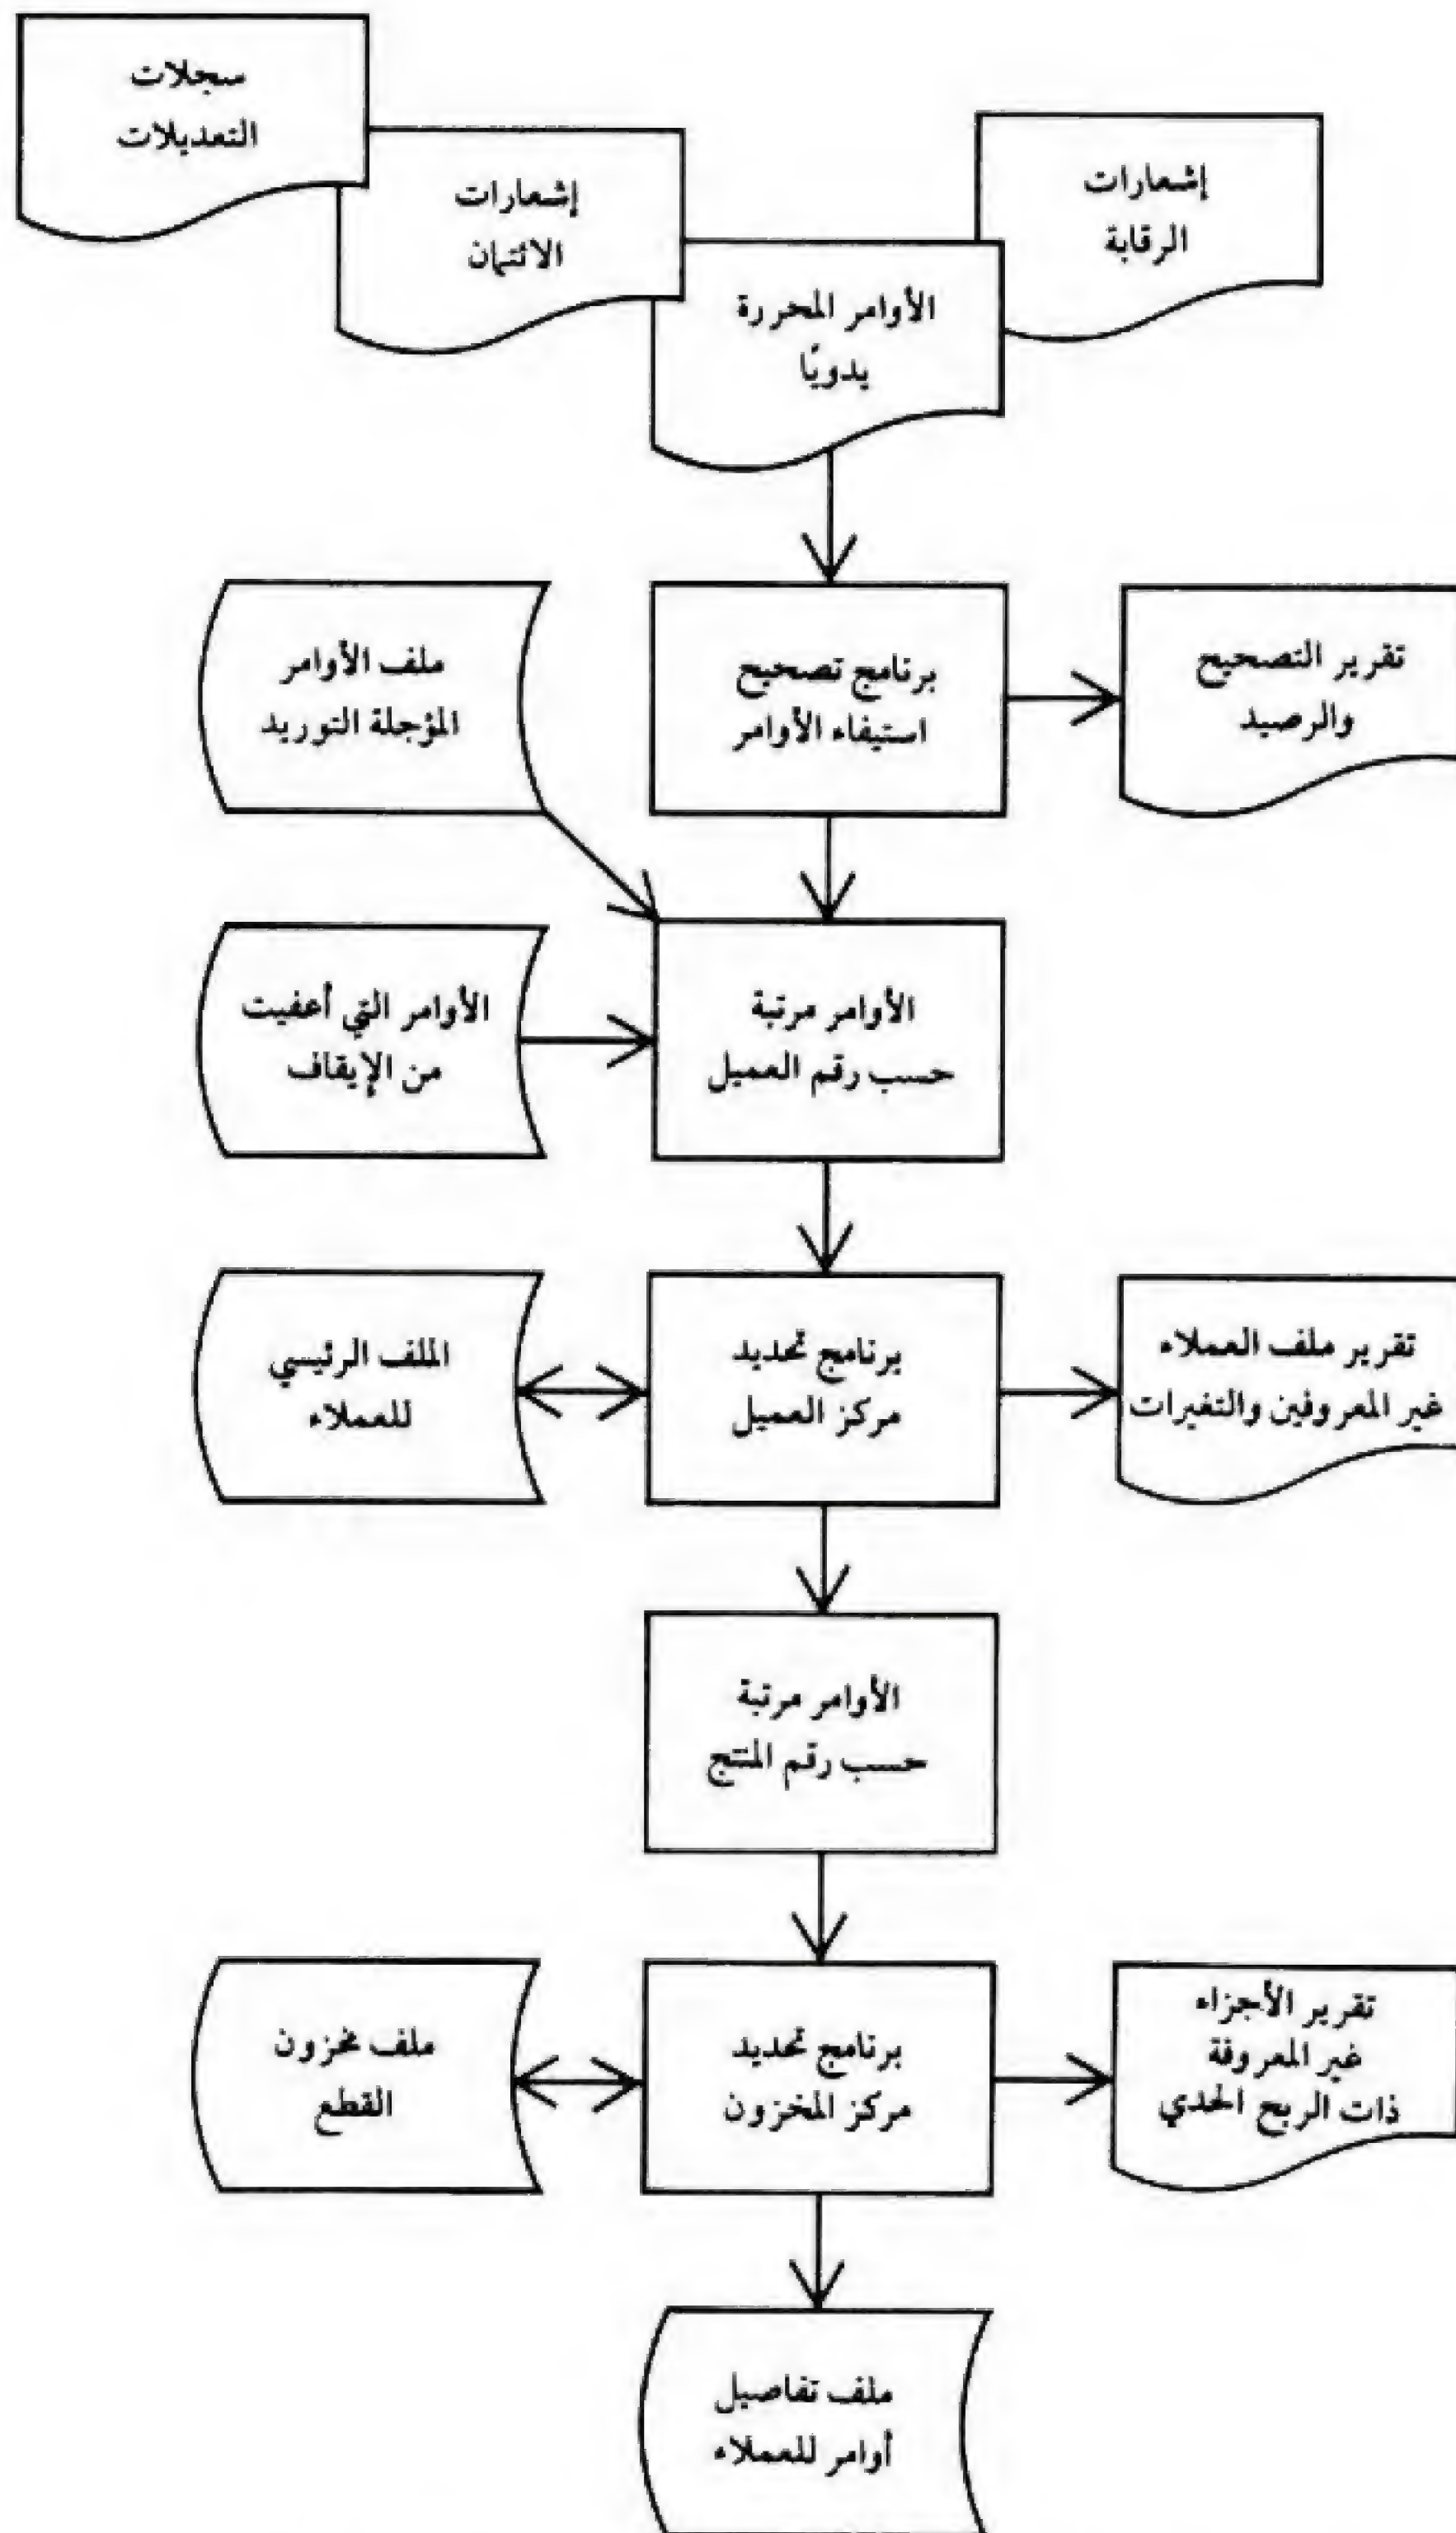 سجلات
التعديلات
إشعارات
الائتمان
إشعارات
الرقابة
الأوامر المحررة
يدويًا
ملف الأوامر
المؤجلة التوريد
برنامج تصحيح
استيفاء الأوامر
تقرير التصحيح
والرصيد
الأوامر التي أعفيت
من الإيقاف
الأوامر مرتبة
حسب رقم العميل
الملف الرئيسي
للعملاء
برنامج تحديد
مركز العميل
تقرير ملف العملاء
غير المعروفين والتغيرات
الأوامر مرتبة
حسب رقم المنتج
ملف مخزون
القطع
برنامج تحديد
مركز المخزون
تقرير الأجزاء
غير المعروفة
ذات الربح الحدي
ملف تفاصيل
أوامر للعملاء